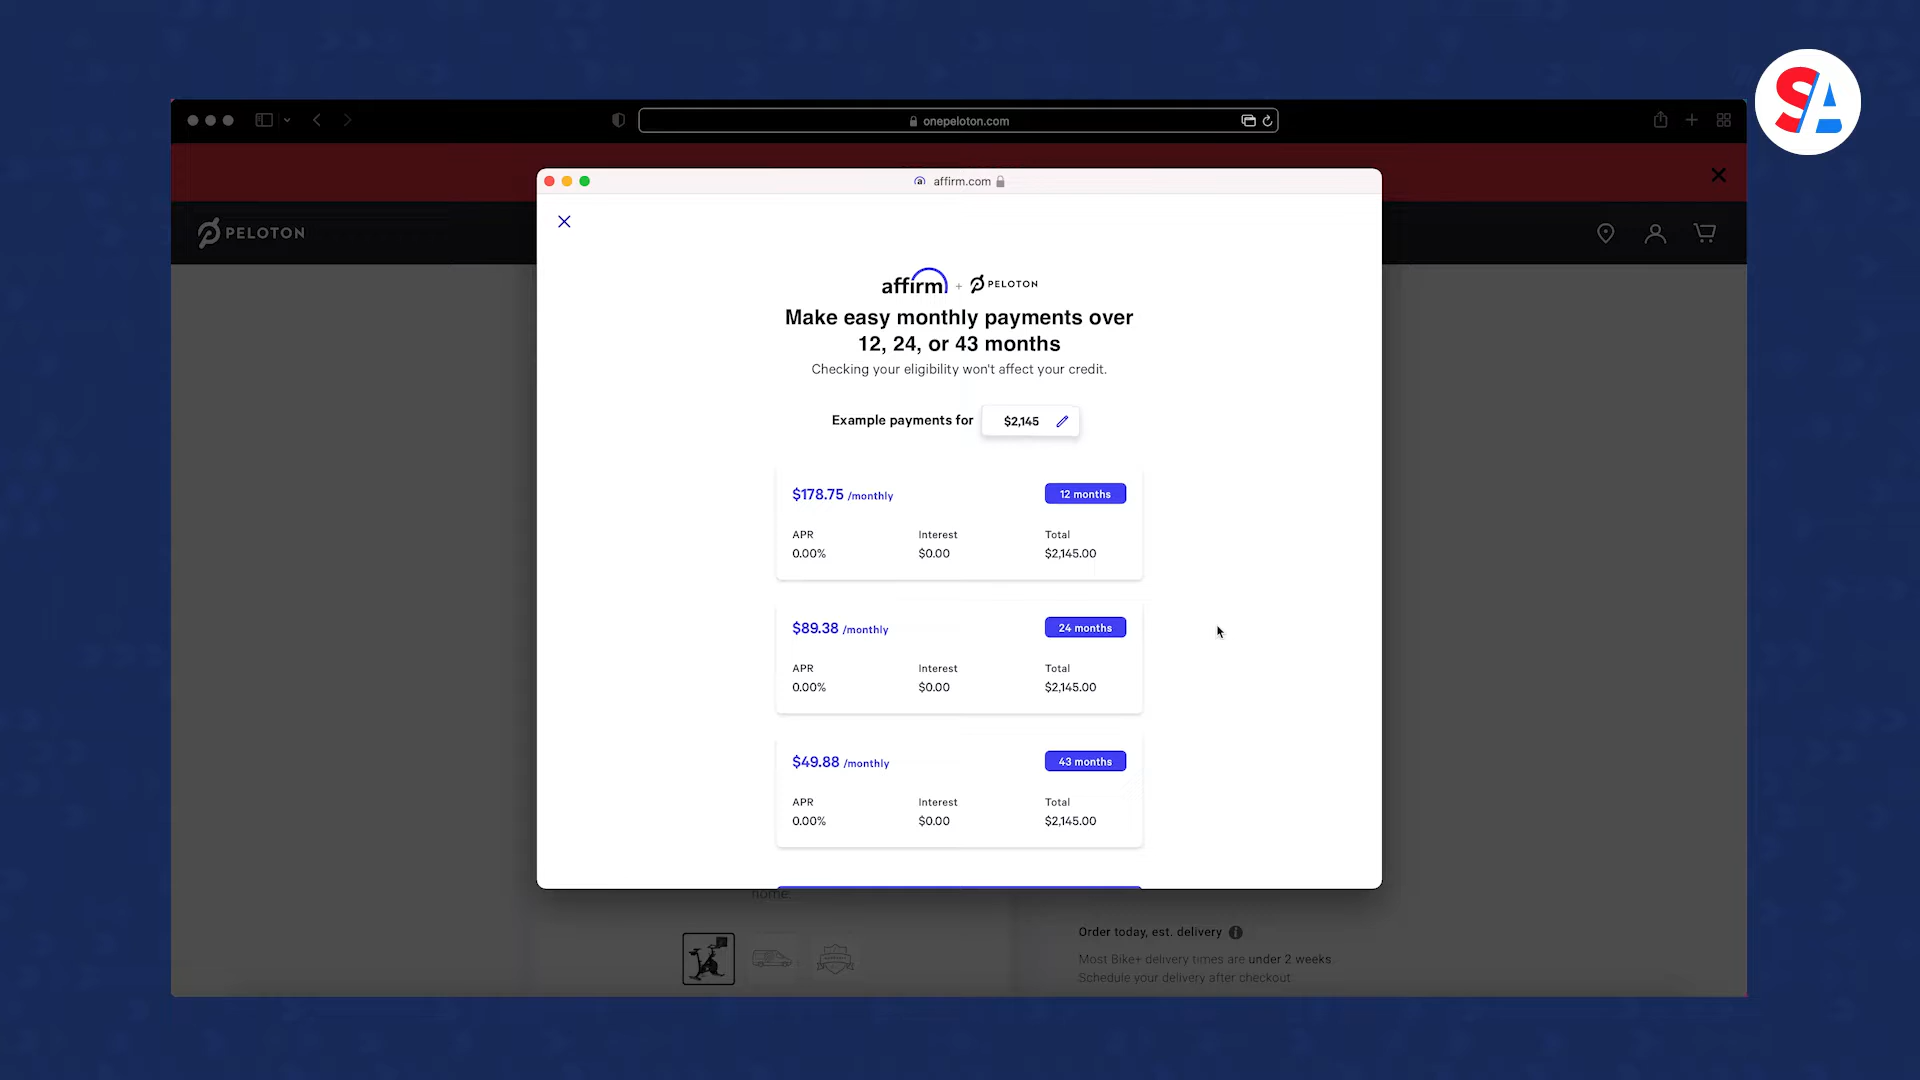 SA
onepeloton.com
affirm.com
PELOTON
affirm + PELOTON
Make easy monthly payments over
12, 24, or 43 months
Checking your eligibility won't affect your credit.
Example payments for $2,145
$178.75 /monthly 12 months
APR Interest Total
0.00% $0.00 $2,145.00
$89.38 /monthly 24 months
APR Interest Total
0.00% $0.00 $2,145.00
$49.88 /monthly 43 months
APR Interest Total
0.00% $0.00 $2,145.00
home.
Order today, est. delivery
Most Bike+ delivery times are under 2 weeks.
Schedule your delivery after checkout.